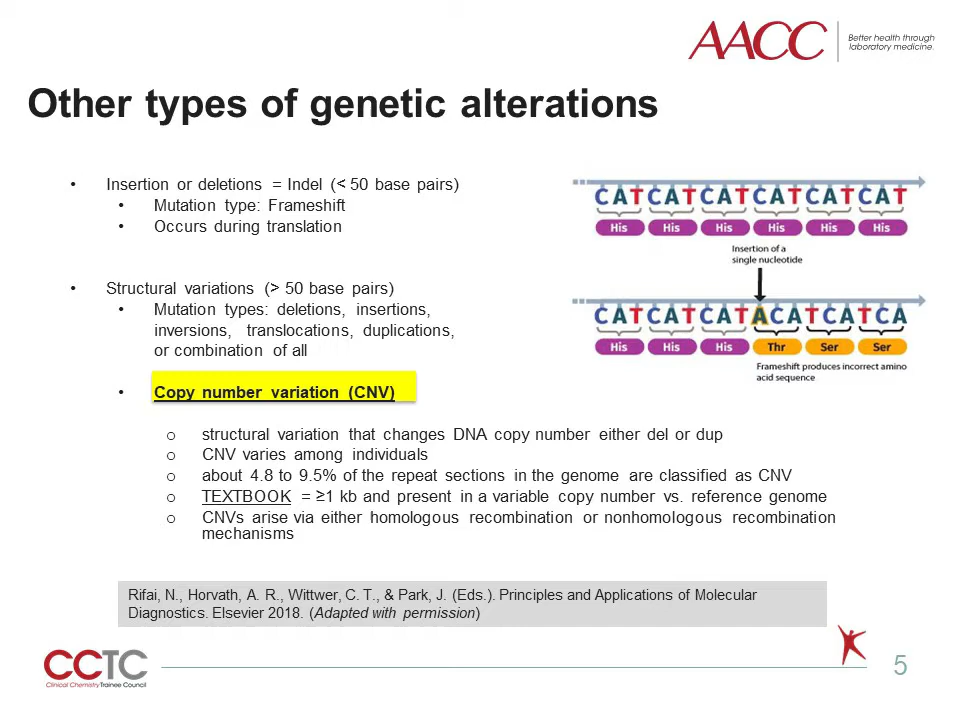 AACC
Better health through
laboratory medicine.
Other types of genetic alterations
• Insertion or deletions = Indel (< 50 base pairs)
• Mutation type: Frameshift
• Occurs during translation
• Structural variations (> 50 base pairs)
• Mutation types: deletions, insertions,
inversions, translocations, duplications,
or combination of all
• Copy number variation (CNV)
o structural variation that changes DNA copy number either del or dup
o CNV varies among individuals
o about 4.8 to 9.5% of the repeat sections in the genome are classified as CNV
o TEXTBOOK = ≥1 kb and present in a variable copy number vs. reference genome
o CNVs arise via either homologous recombination or nonhomologous recombination
mechanisms
CATCATCATCATCATCAT
His His His His His His
Insertion of a
single nucleotide
CATCATCATACATCATCA
His His His Thr Ser Ser
Frameshift produces incorrect amino
acid sequence
Rifai, N., Horvath, A. R., Wittwer, C. T., & Park, J. (Eds.). Principles and Applications of Molecular
Diagnostics. Elsevier 2018. (Adapted with permission)
CCTC
Clinical Chemistry Trainee Council
5